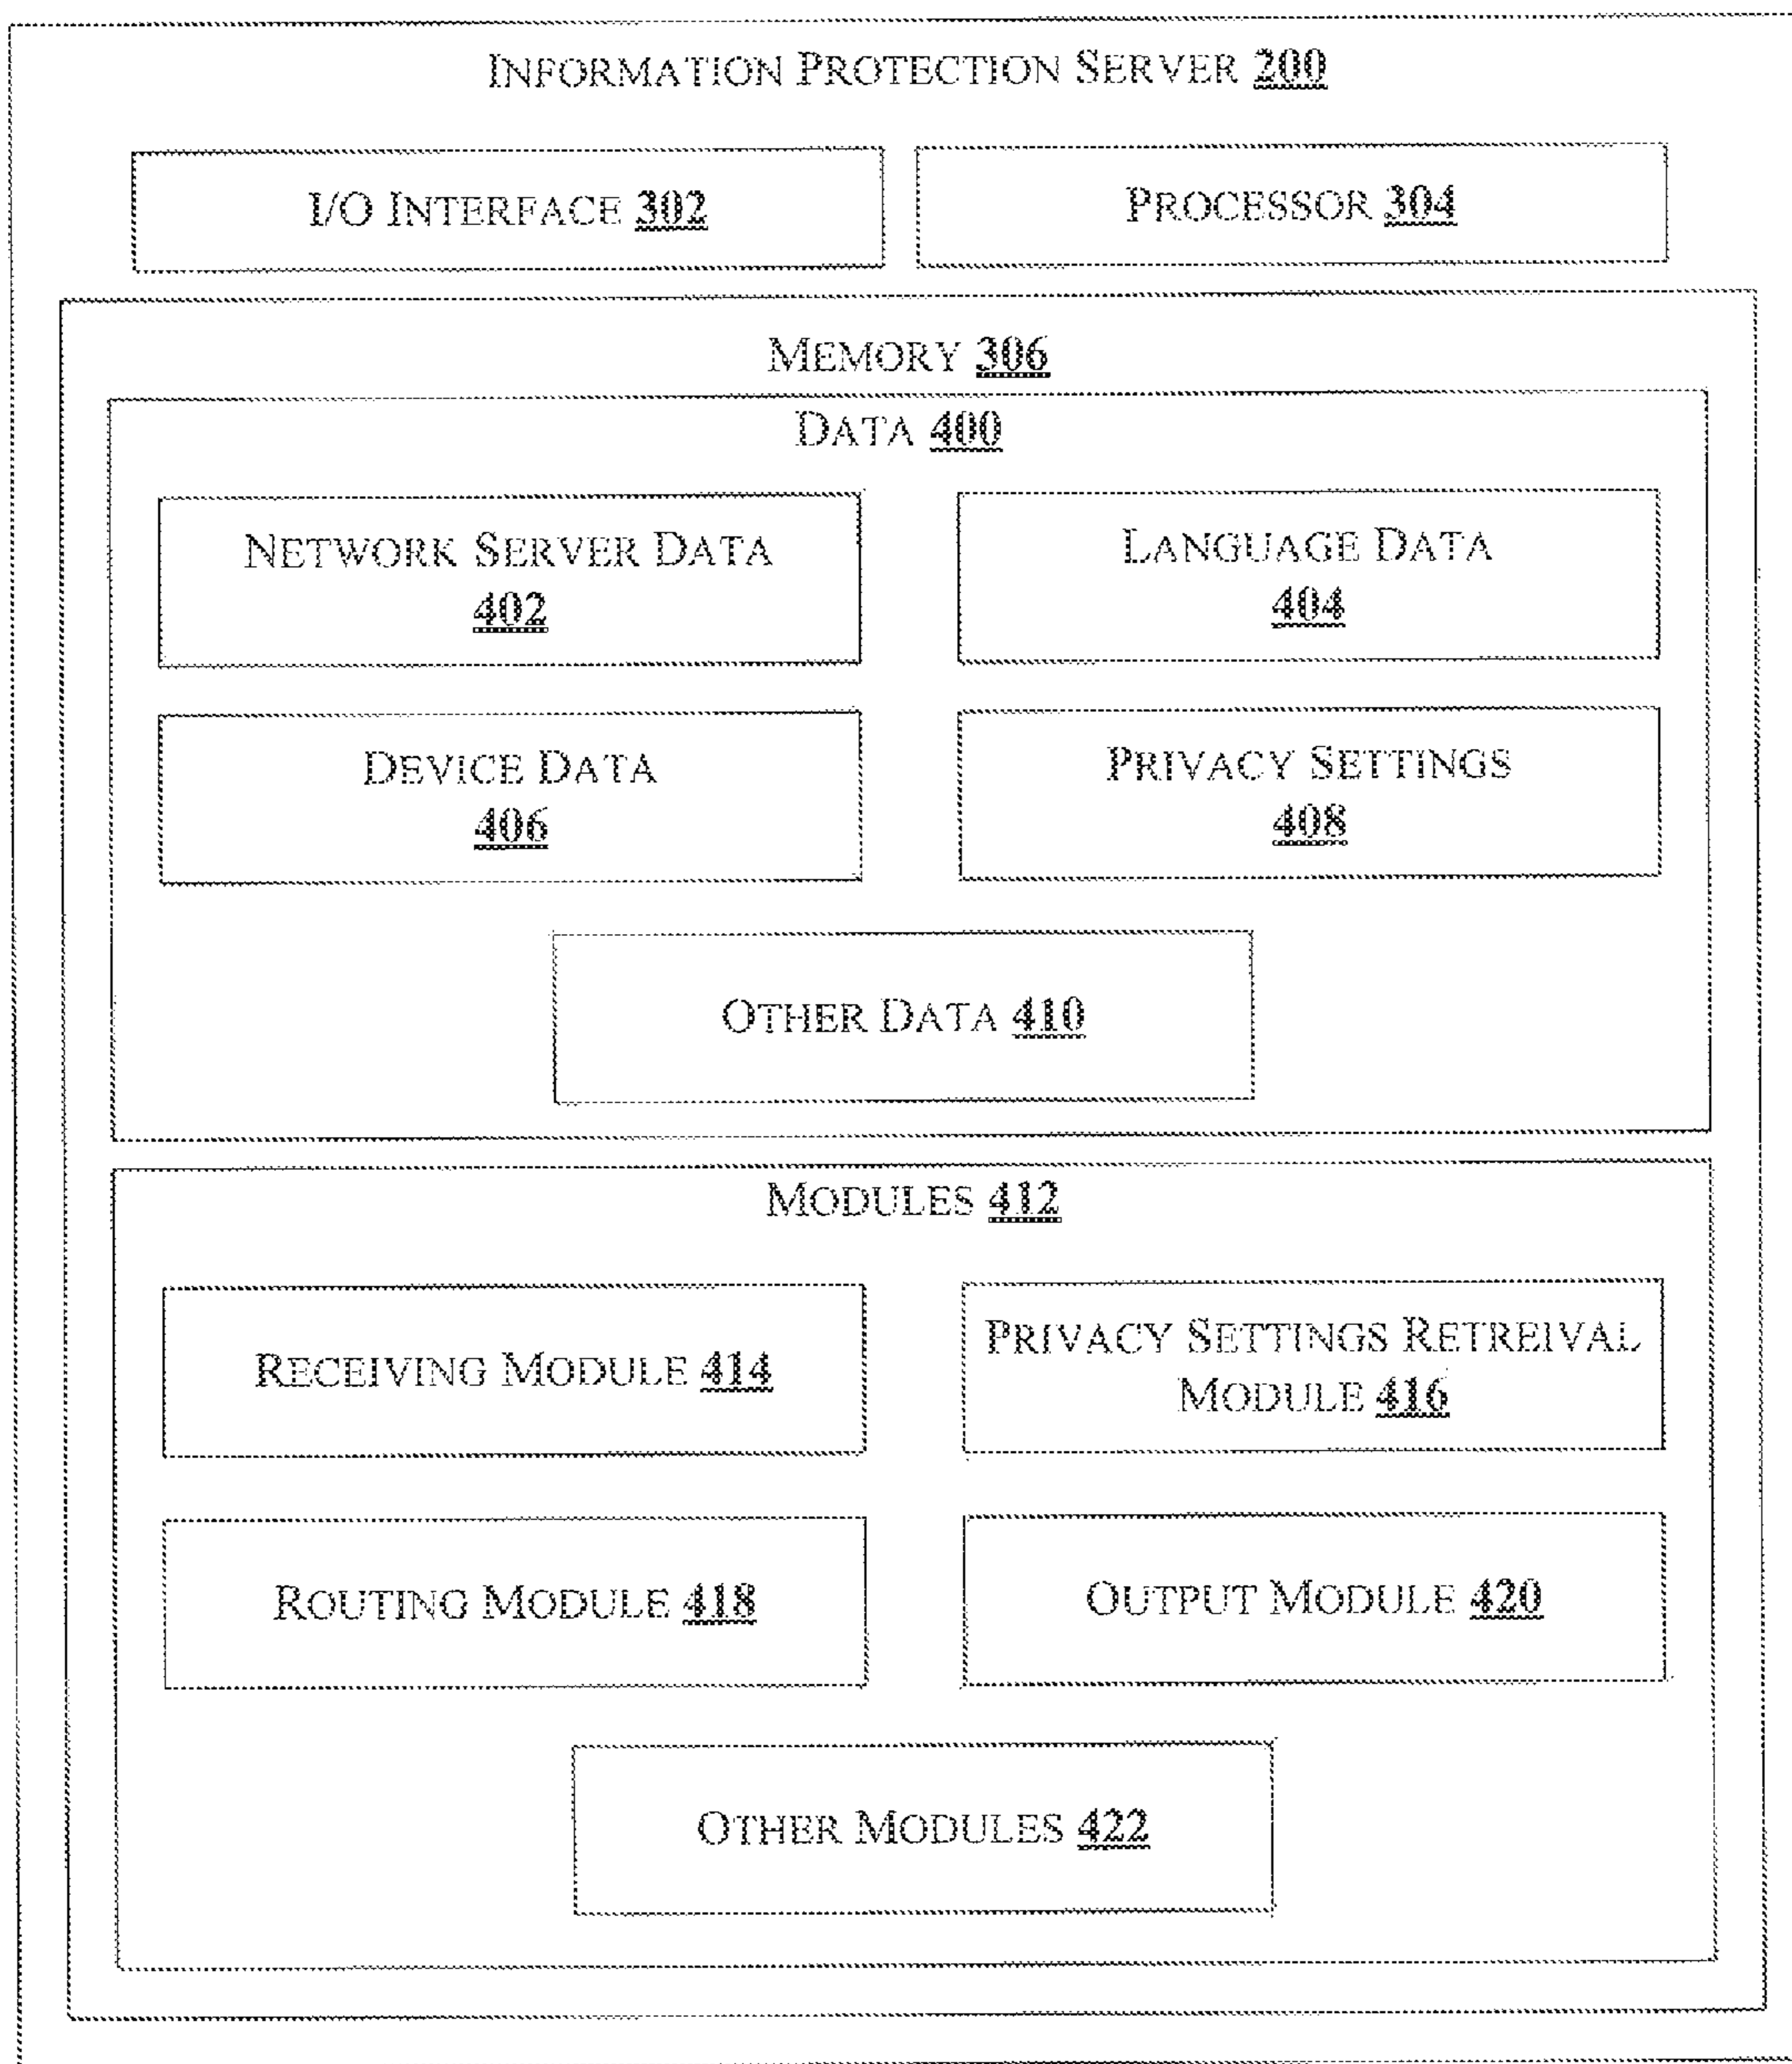 INFORMATION PROTECTION SERVER 200
I/O INTERFACE 302
PROCESSOR 304
MEMORY 306
DATA 400
NETWORK SERVER DATA
402
LANGUAGE DATA
404
DEVICE DATA
406
PRIVACY SETTINGS
408
OTHER DATA 410
MODULES 412
RECEIVING MODULE 414
PRIVACY SETTINGS RETREIVAL
MODULE 416
ROUTING MODULE 418
OUTPUT MODULE 420
OTHER MODULES 422